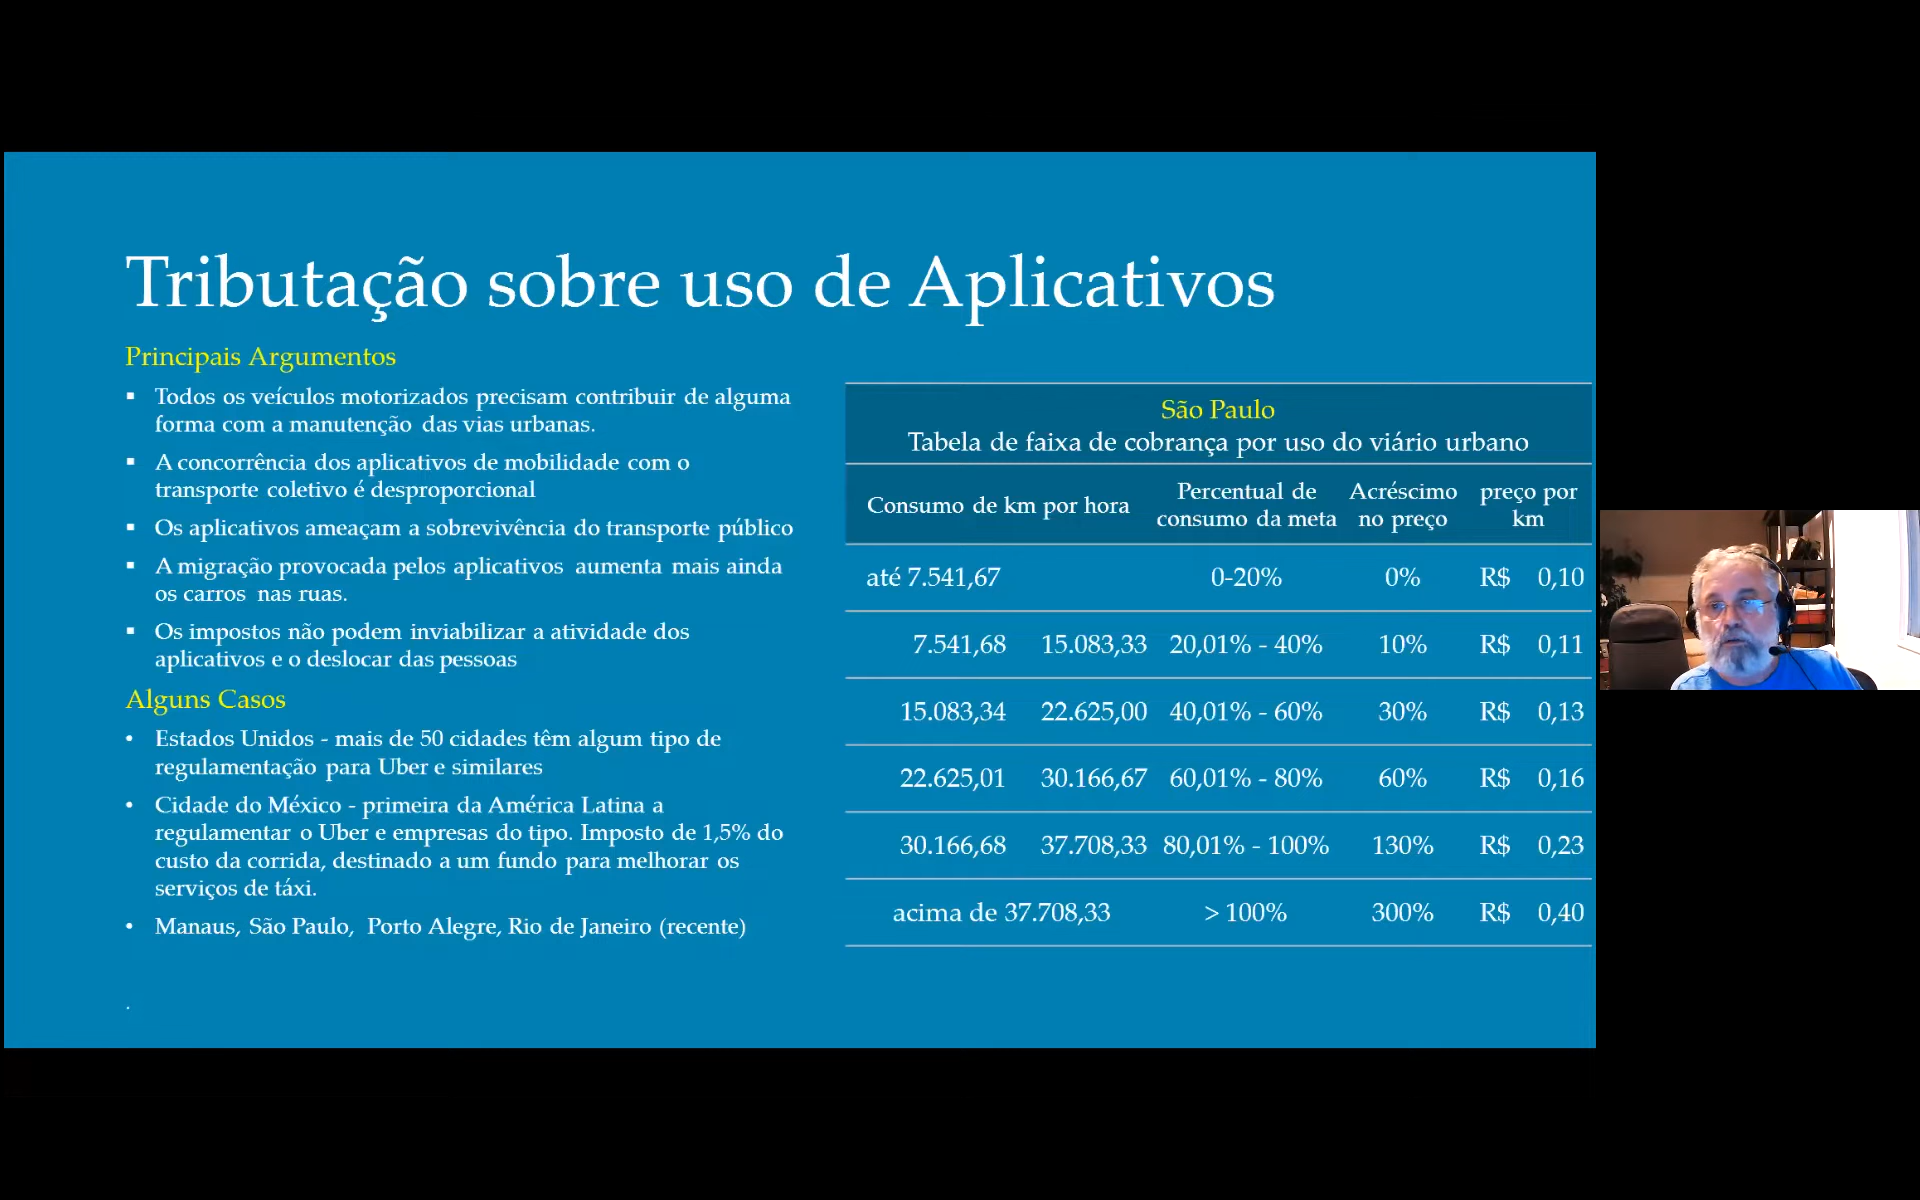 Tributação sobre uso de Aplicativos
Principais Argumentos
▪ Todos os veículos motorizados precisam contribuir de alguma
forma com a manutenção das vias urbanas.
▪ A concorrência dos aplicativos de mobilidade com o
transporte coletivo é desproporcional
▪ Os aplicativos ameaçam a sobrevivência do transporte público
▪ A migração provocada pelos aplicativos aumenta mais ainda
os carros nas ruas.
▪ Os impostos não podem inviabilizar a atividade dos
aplicativos e o deslocar das pessoas
Alguns Casos
• Estados Unidos - mais de 50 cidades têm algum tipo de
regulamentação para Uber e similares
• Cidade do México - primeira da América Latina a
regulamentar o Uber e empresas do tipo. Imposto de 1,5% do
custo da corrida, destinado a um fundo para melhorar os
serviços de táxi.
• Manaus, São Paulo, Porto Alegre, Rio de Janeiro (recente)
.
São Paulo
Tabela de faixa de cobrança por uso do viário urbano
Consumo de km por hora Percentual de consumo da meta Acréscimo no preço preço por km
até 7.541,67 0-20% 0% R$ 0,10
7.541,68 15.083,33 20,01% - 40% 10% R$ 0,11
15.083,34 22.625,00 40,01% - 60% 30% R$ 0,13
22.625,01 30.166,67 60,01% - 80% 60% R$ 0,16
30.166,68 37.708,33 80,01% - 100% 130% R$ 0,23
acima de 37.708,33 > 100% 300% R$ 0,40